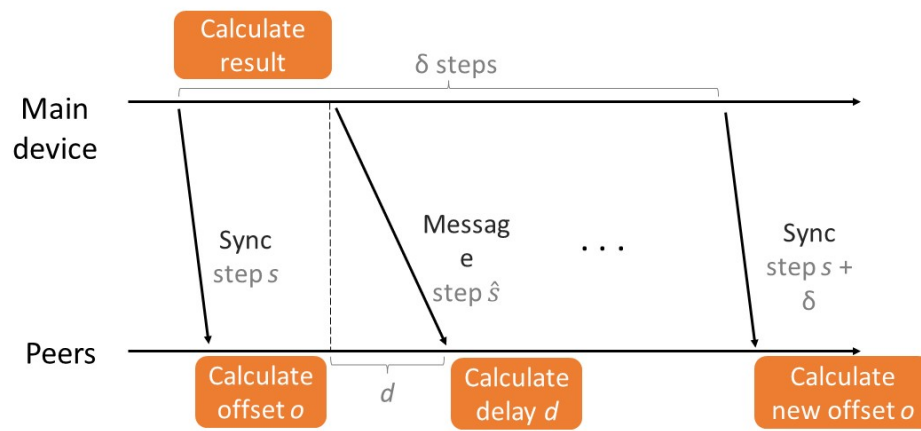 Calculate
result
δ steps
Main
device
Sync
step s
Messag
e
step ŝ
. . .
Sync
step s +
δ
Peers
Calculate
offset o
d
Calculate
delay d
Calculate
new offset o